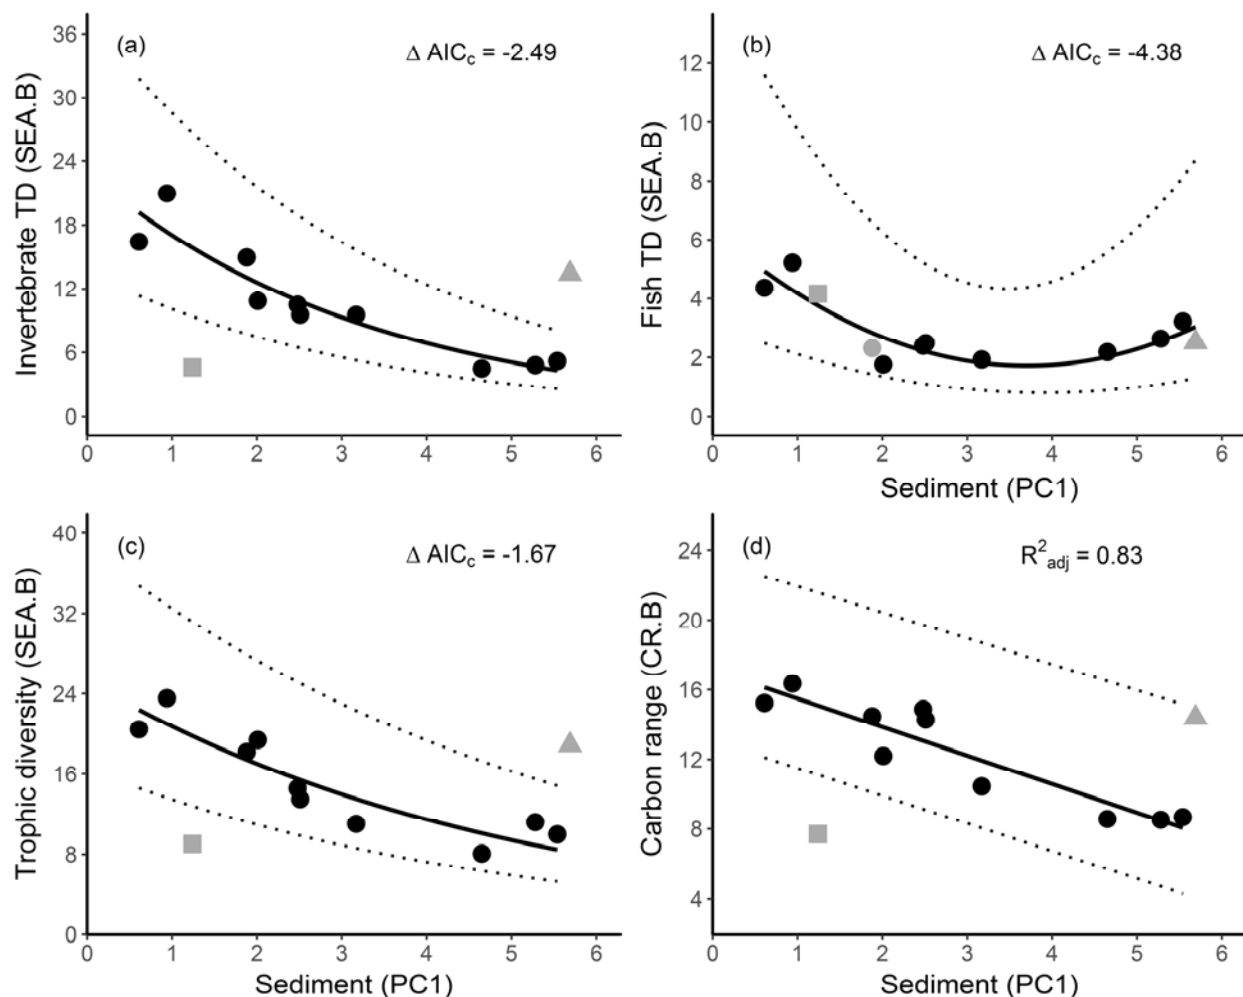 (a)
Δ AICc = -2.49
Invertebrate TD (SEA.B)
36
30
24
18
12
6
0
0 1 2 3 4 5 6
(b)
Δ AICc = -4.38
Fish TD (SEA.B)
12
10
8
6
4
2
0
0 1 2 3 4 5 6
Sediment (PC1)
(c)
Δ AICc = -1.67
Trophic diversity (SEA.B)
40
32
24
16
8
0
0 1 2 3 4 5 6
Sediment (PC1)
(d)
R²adj = 0.83
Carbon range (CR.B)
24
20
16
12
8
4
0 1 2 3 4 5 6
Sediment (PC1)